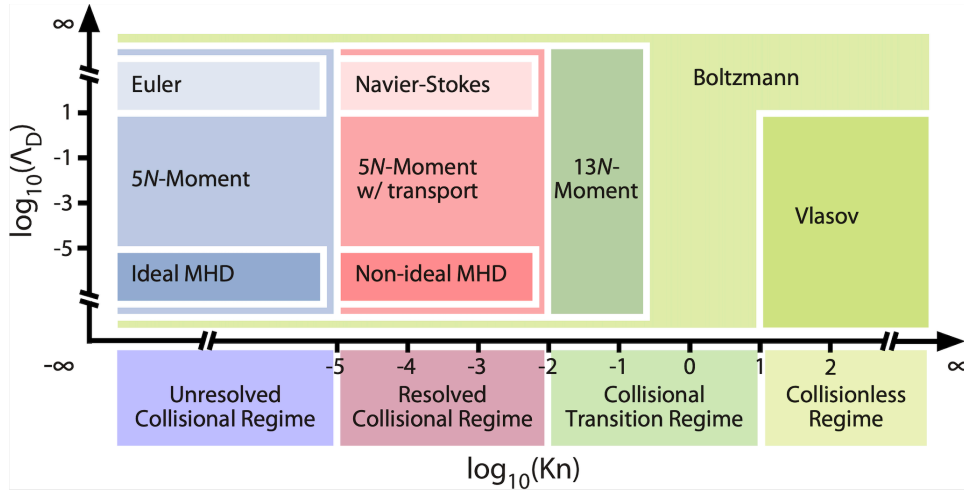 ∞
Euler
Navier-Stokes
Boltzmann
1
-1
-3
-5
log₁₀(Λ_D)
5N-Moment
5N-Moment
w/ transport
13N-
Moment
Vlasov
Ideal MHD
Non-ideal MHD
-∞
-5
-4
-3
-2
-1
0
1
2
∞
Unresolved
Collisional Regime
Resolved
Collisional Regime
Collisional
Transition Regime
Collisionless
Regime
log₁₀(Kn)